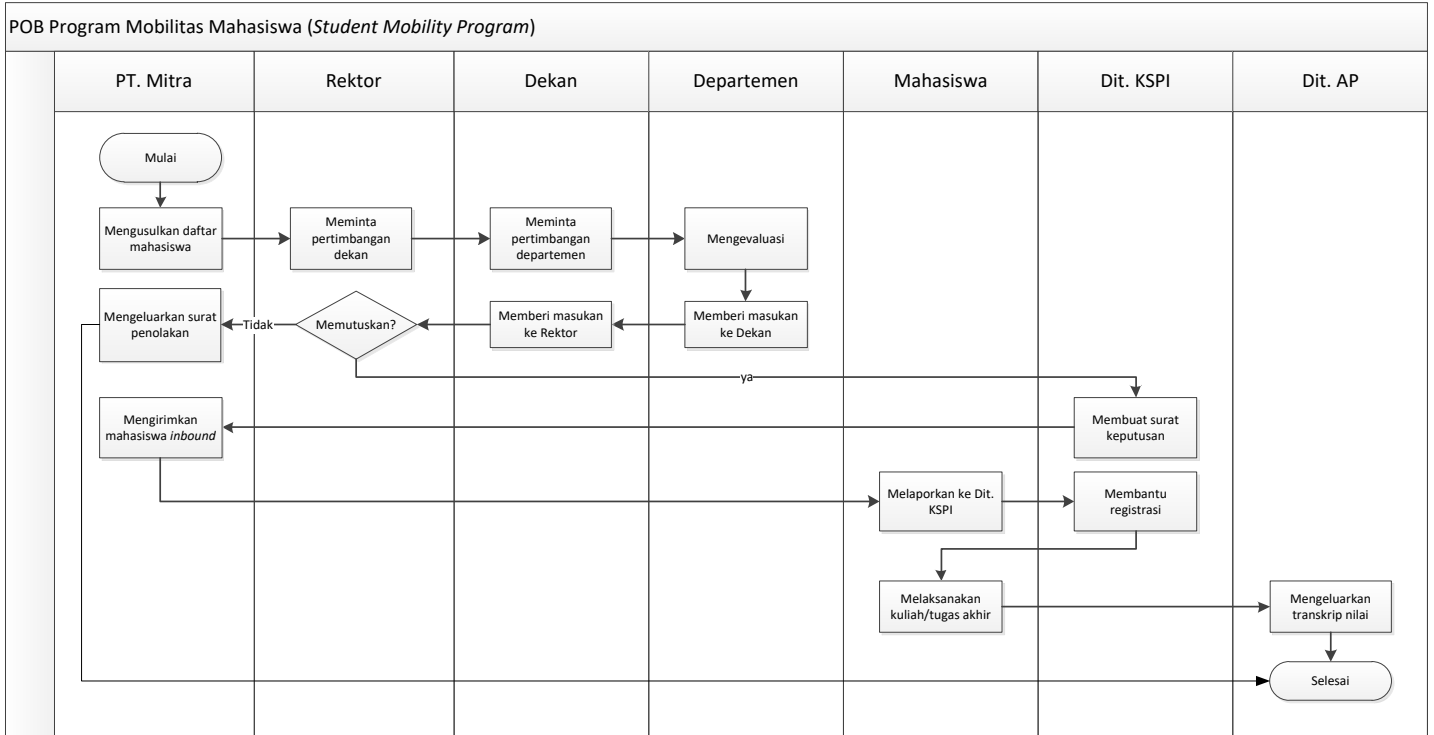 POB Program Mobilitas Mahasiswa (Student Mobility Program)
PT. Mitra
Rektor
Dekan
Departemen
Mahasiswa
Dit. KSPI
Dit. AP
Mulai
Mengusulkan daftar
mahasiswa
Meminta
pertimbangan
dekan
Meminta
pertimbangan
departemen
Mengevaluasi
Mengeluarkan surat
penolakan
Tidak
Memutuskan?
Memberi masukan
ke Rektor
Memberi masukan
ke Dekan
ya
Mengirimkan
mahasiswa inbound
Membuat surat
keputusan
Melaporkan ke Dit.
KSPI
Membantu
registrasi
Melaksanakan
kuliah/tugas akhir
Mengeluarkan
transkrip nilai
Selesai